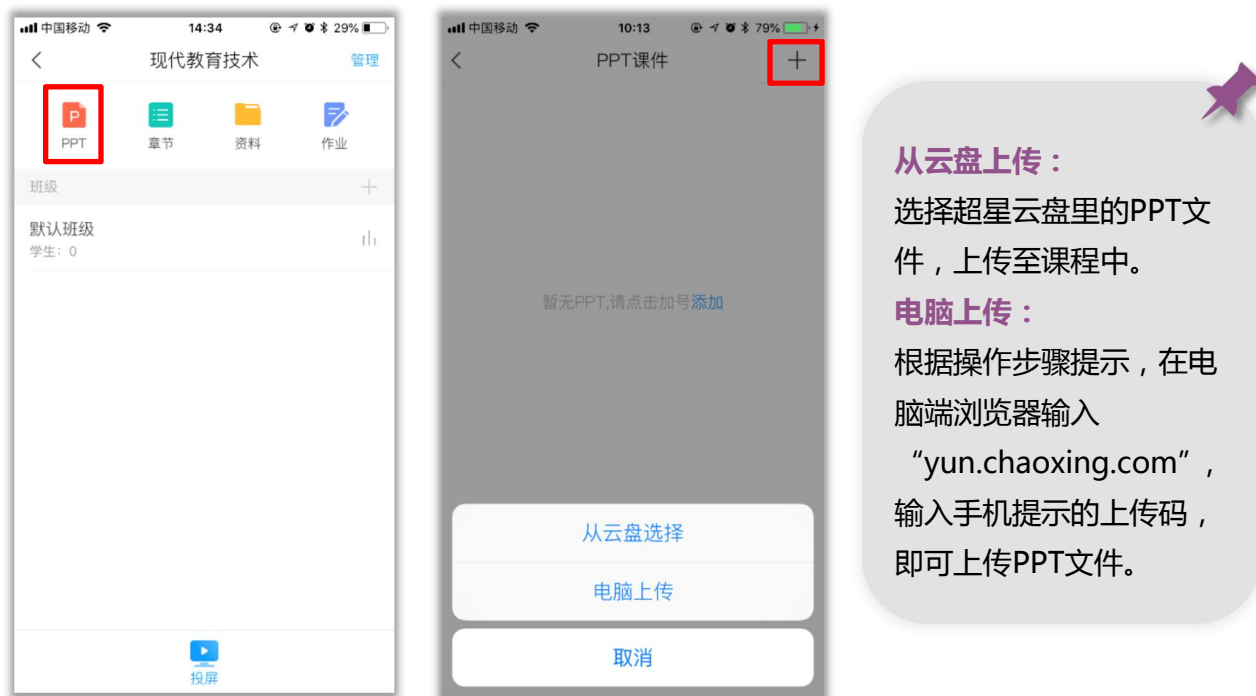 中国移动 14:34 29%
现代教育技术 管理
P
PPT 章节 资料 作业
班级
默认班级
学生：0
投屏
中国移动 10:13 79%
PPT课件
暂无PPT,请点击加号添加
从云盘选择
电脑上传
取消
从云盘上传：
选择超星云盘里的PPT文
件，上传至课程中。
电脑上传：
根据操作步骤提示，在电
脑端浏览器输入
“yun.chaoxing.com”，
输入手机提示的上传码，
即可上传PPT文件。